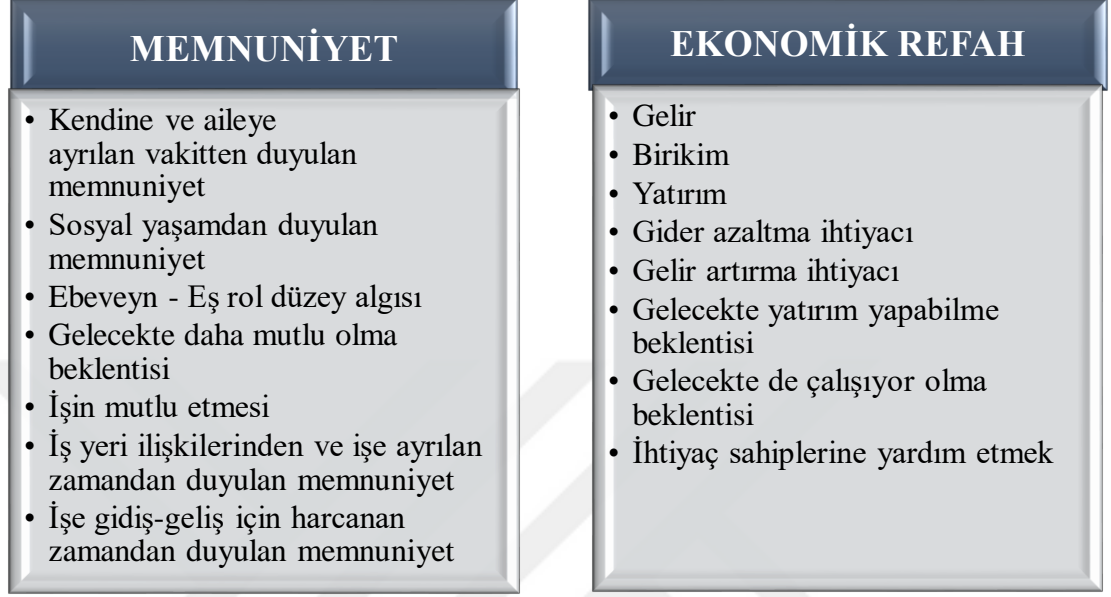 MEMNUNİYET
• Kendine ve aileye
ayrılan vakitten duyulan
memnuniyet
• Sosyal yaşamdan duyulan
memnuniyet
• Ebeveyn - Eş rol düzey algısı
• Gelecekte daha mutlu olma
beklentisi
• İşin mutlu etmesi
• İş yeri ilişkilerinden ve işe ayrılan
zamandan duyulan memnuniyet
• İşe gidiş-geliş için harcanan
zamandan duyulan memnuniyet
EKONOMİK REFAH
• Gelir
• Birikim
• Yatırım
• Gider azaltma ihtiyacı
• Gelir artırma ihtiyacı
• Gelecekte yatırım yapabilme
beklentisi
• Gelecekte de çalışıyor olma
beklentisi
• İhtiyaç sahiplerine yardım etmek